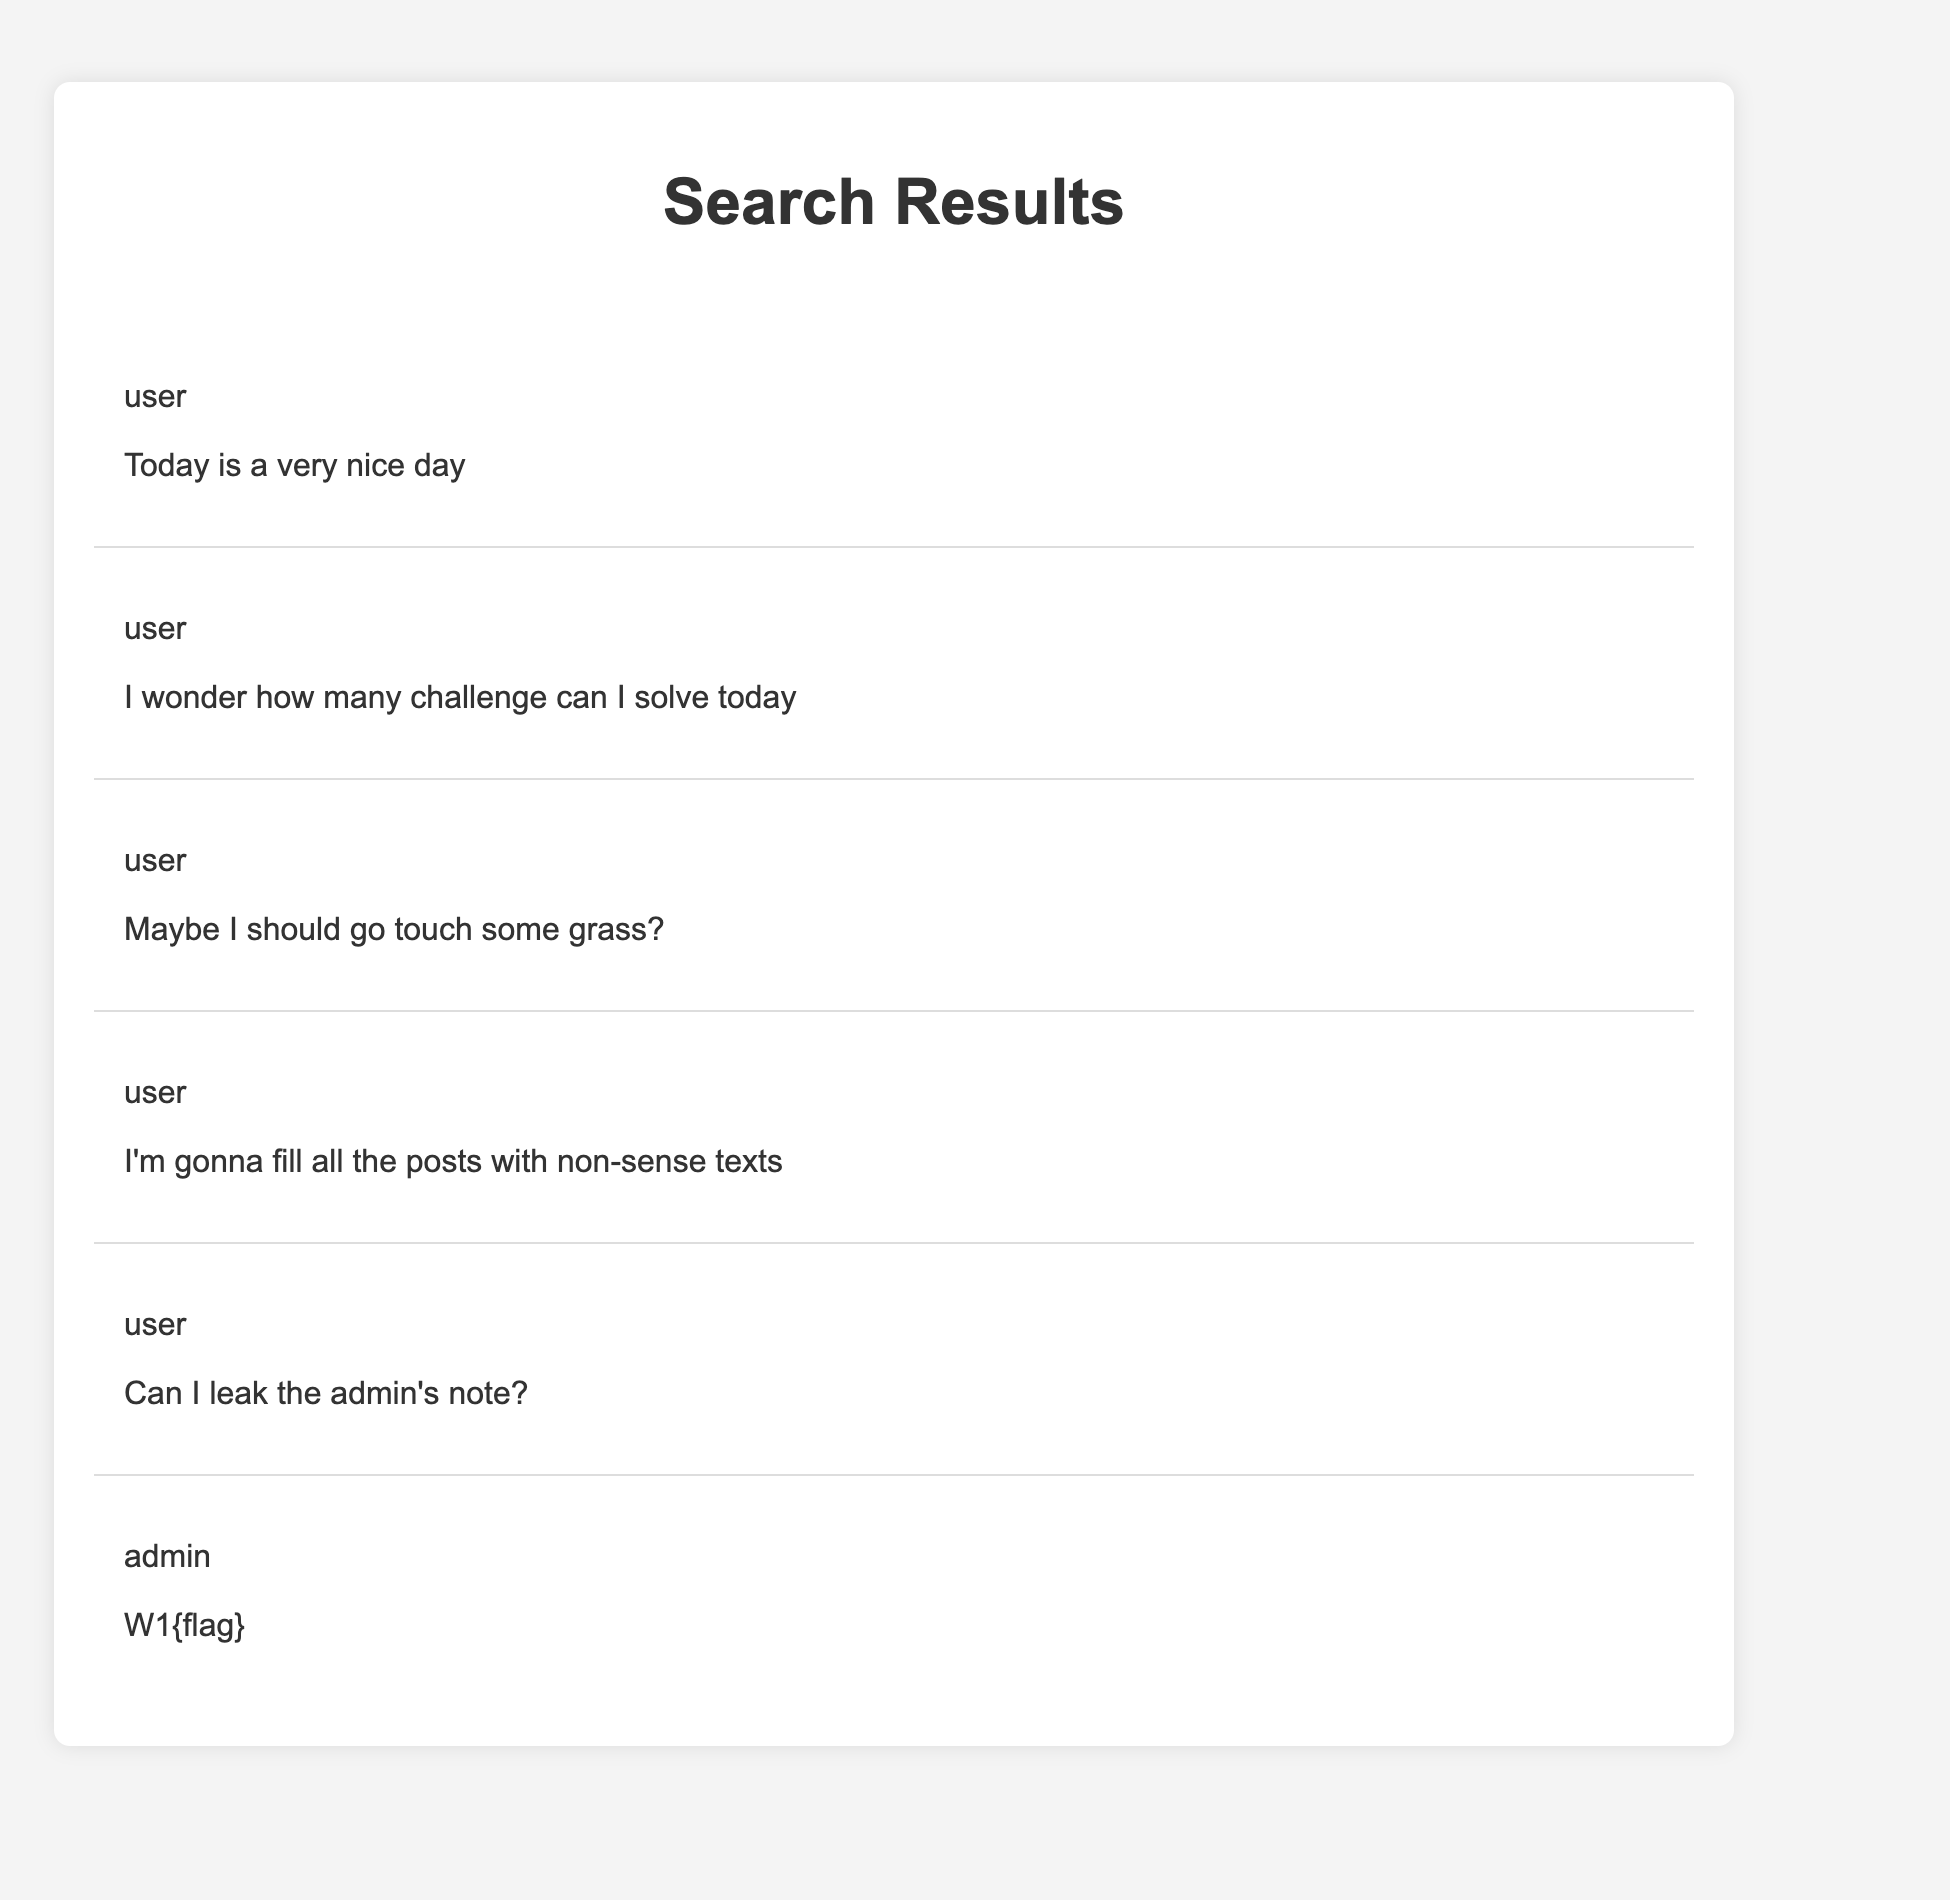 Search Results
user
Today is a very nice day
user
I wonder how many challenge can I solve today
user
Maybe I should go touch some grass?
user
I'm gonna fill all the posts with non-sense texts
user
Can I leak the admin's note?
admin
W1{flag}